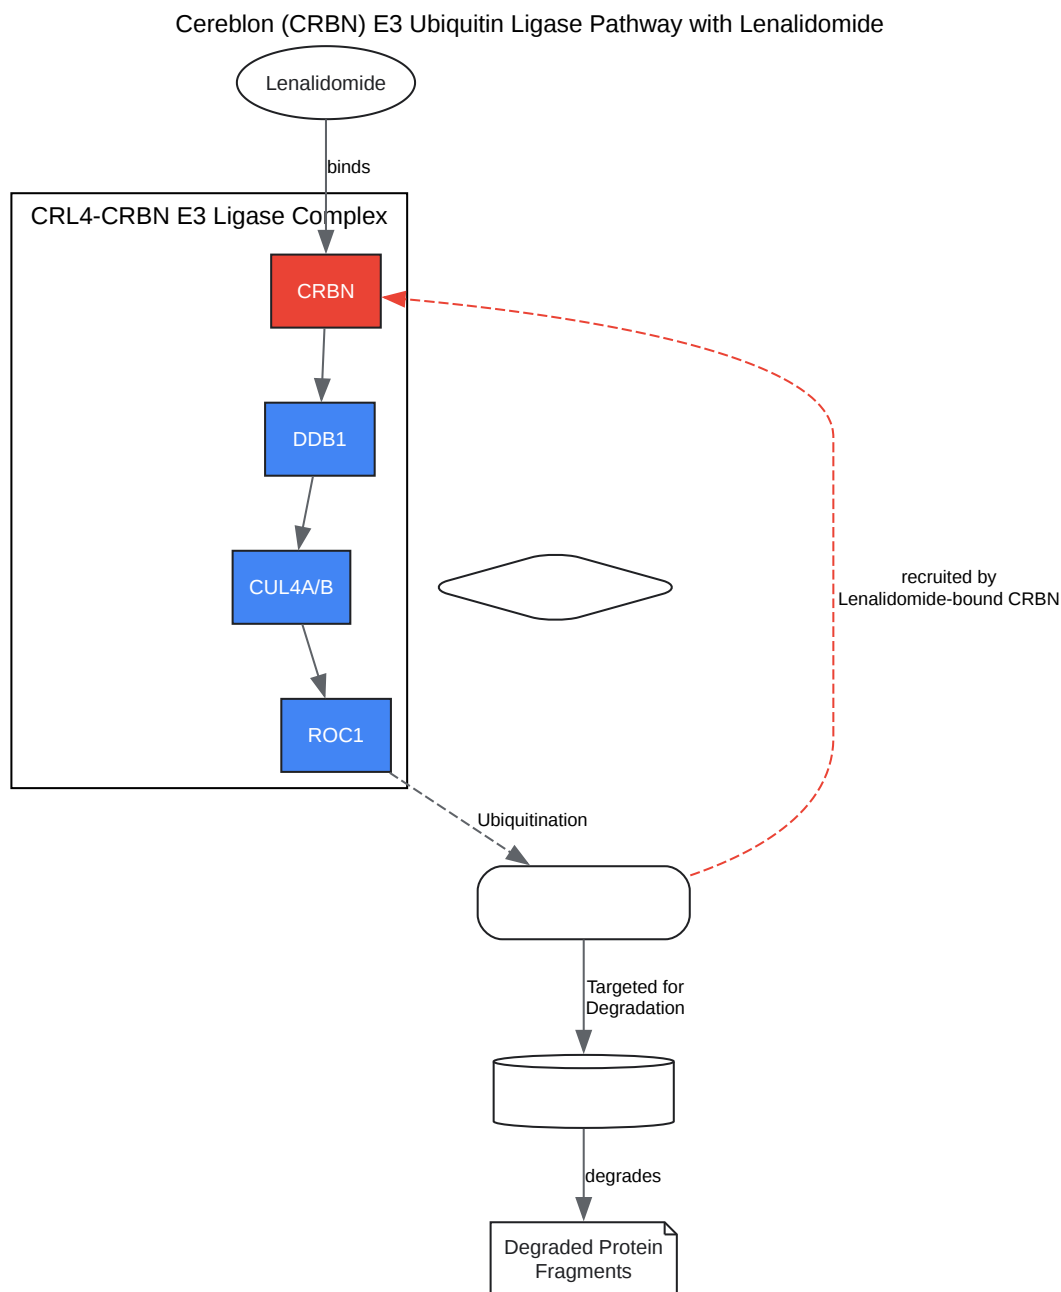 Cereblon (CRBN) E3 Ubiquitin Ligase Pathway with Lenalidomide
Lenalidomide
binds
CRL4-CRBN E3 Ligase Complex
CRBN
DDB1
CUL4A/B
recruited by
Lenalidomide-bound CRBN
ROC1
Ubiquitination
Targeted for
Degradation
degrades
Degraded Protein
Fragments